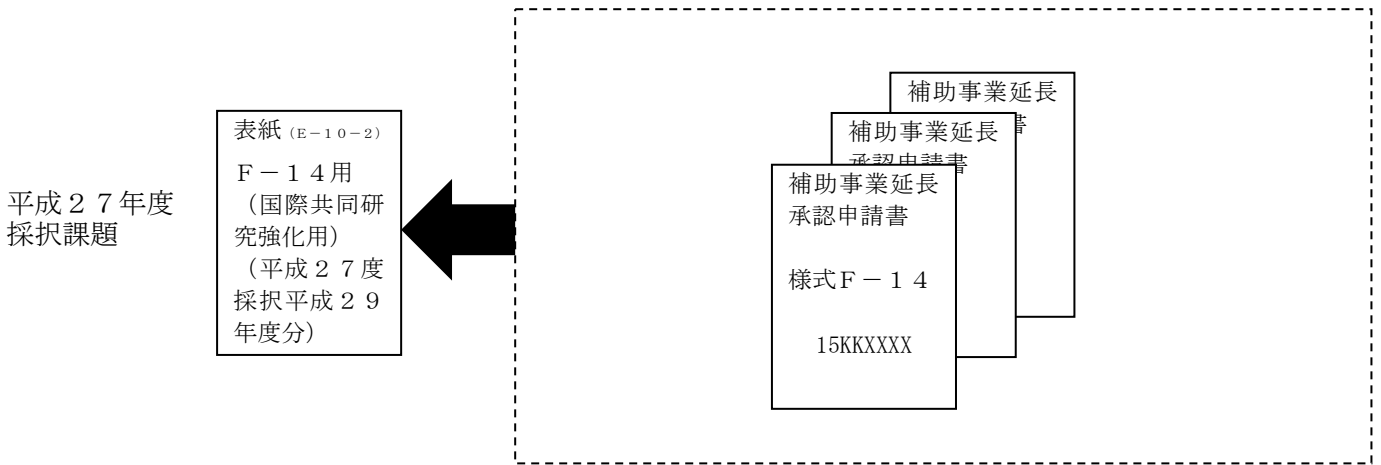 平成２７年度
採択課題
表紙（E－１０－２）
Ｆ－１４用
（国際共同研
究強化用）
（平成２７度
採択平成２９
年度分）
補助事業延長
書
補助事業延長
承認申請書
補助事業延長
承認申請書
様式Ｆ－１４
15KKXXXX